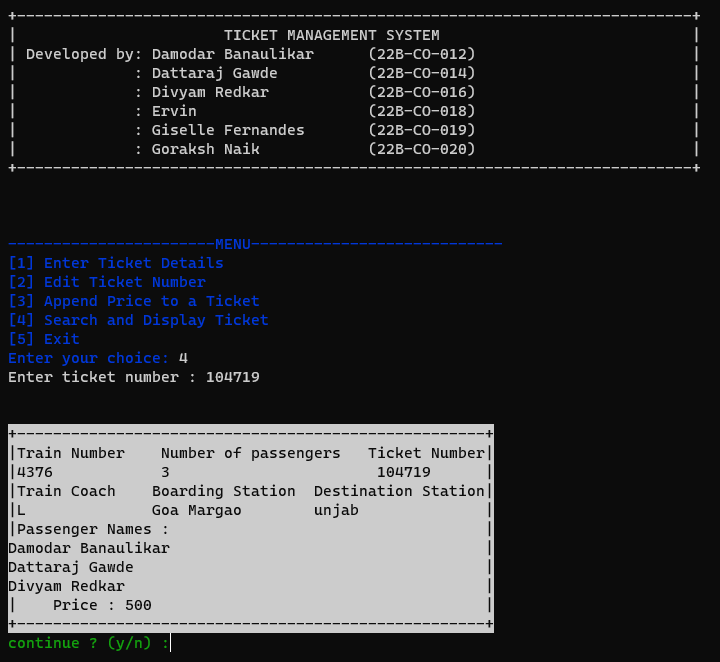 +---------------------------------------------------------------------------+
|                       TICKET MANAGEMENT SYSTEM                            |
| Developed by: Damodar Banaulikar      (22B-CO-012)                        |
|             : Dattaraj Gawde          (22B-CO-014)                        |
|             : Divyam Redkar           (22B-CO-016)                        |
|             : Ervin                   (22B-CO-018)                        |
|             : Giselle Fernandes       (22B-CO-019)                        |
|             : Goraksh Naik            (22B-CO-020)                        |
+---------------------------------------------------------------------------+
-----------------------MENU----------------------------
[1] Enter Ticket Details
[2] Edit Ticket Number
[3] Append Price to a Ticket
[4] Search and Display Ticket
[5] Exit
Enter your choice: 4
Enter ticket number : 104719
+----------------------------------------------------+
|Train Number    Number of passengers   Ticket Number|
|4376            3                       104719      |
|Train Coach    Boarding Station  Destination Station|
|L              Goa Margao        unjab              |
|Passenger Names :                                   |
Damodar Banaulikar                                   |
Dattaraj Gawde                                       |
Divyam Redkar                                        |
|    Price : 500                                     |
+----------------------------------------------------+
continue ? (y/n) :